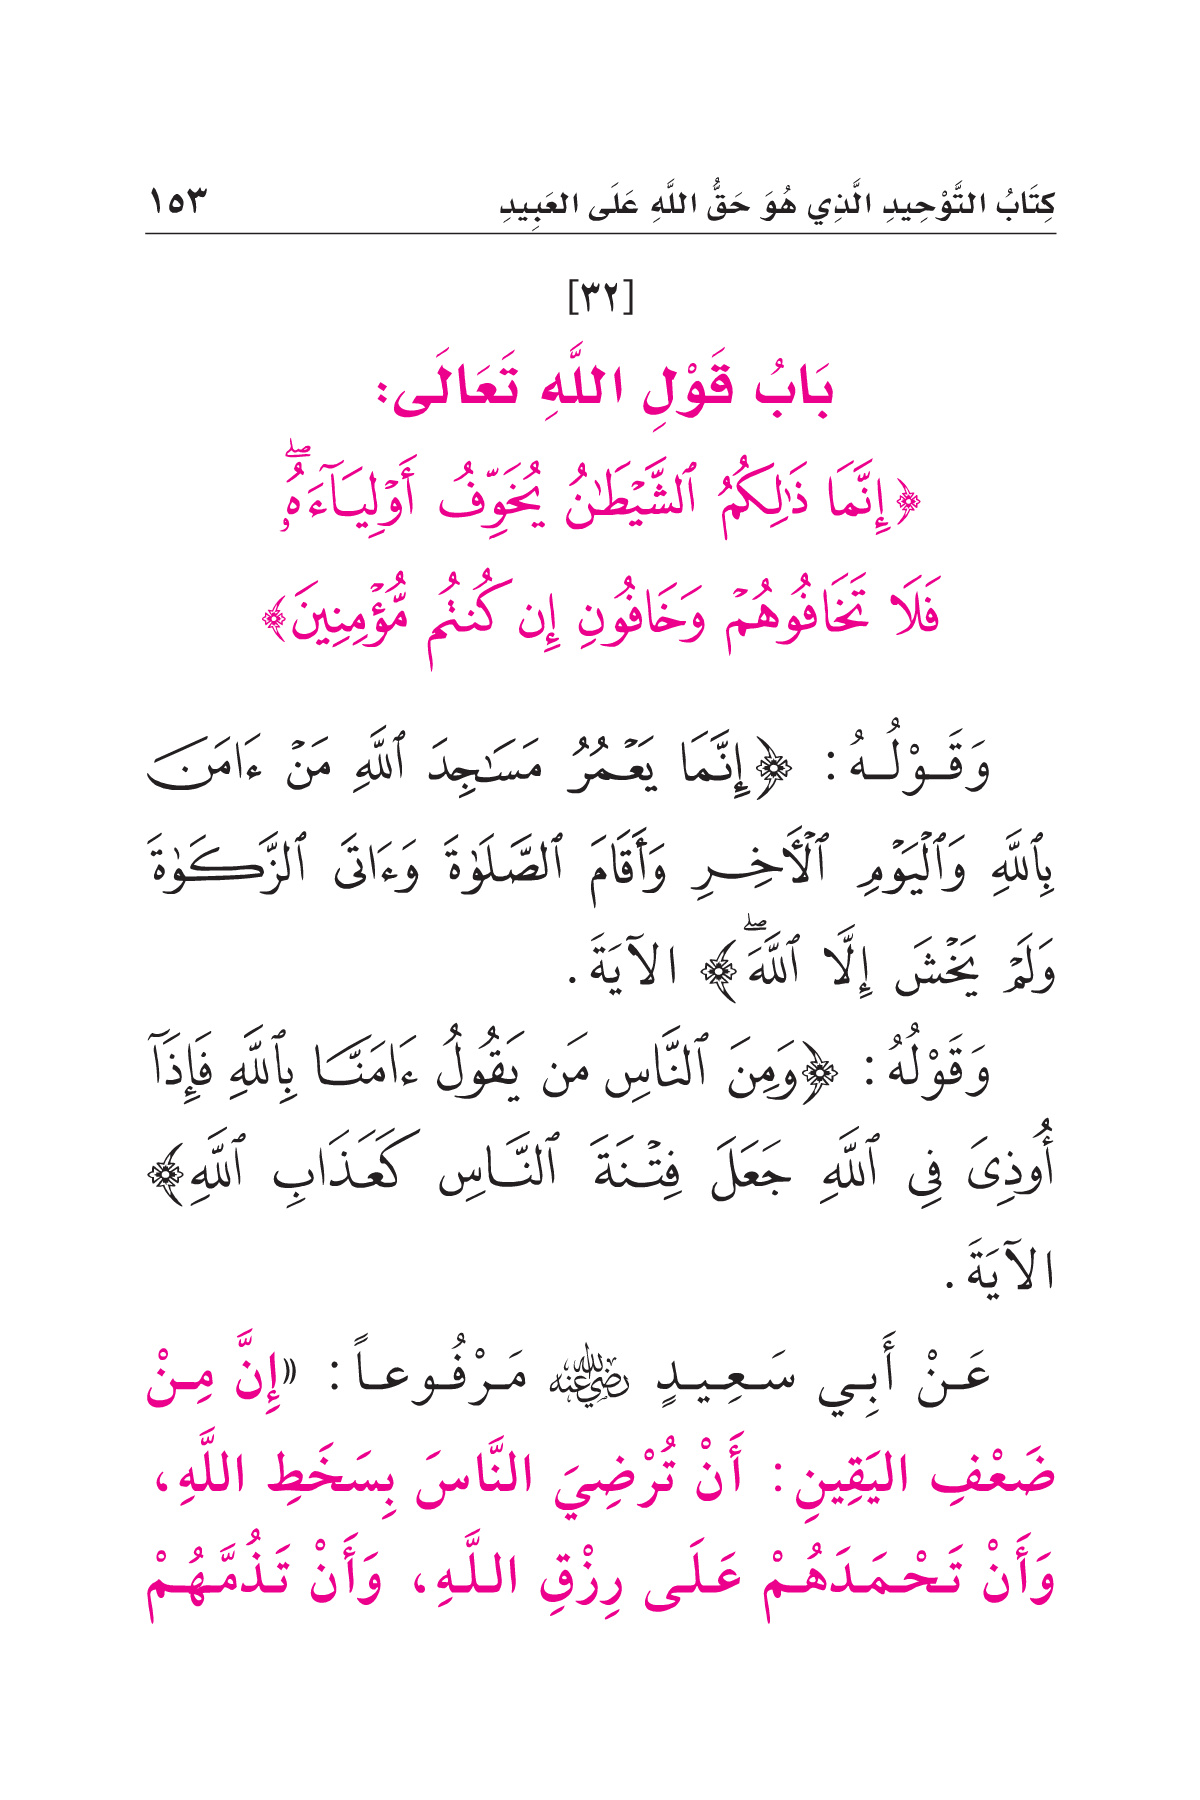 كِتَابُ التَّوْحِيدِ الَّذِي هُوَ حَقُّ اللَّهِ عَلَى العَبِيدِ ١٥٣
[٣٢]
بَابُ قَوْلِ اللَّهِ تَعَالَى:
﴿إِنَّمَا ذَٰلِكُمُ ٱلشَّيۡطَٰنُ يُخَوِّفُ أَوۡلِيَآءَهُۥۖ
فَلَا تَخَافُوهُمۡ وَخَافُونِ إِن كُنتُم مُّؤۡمِنِينَ﴾
وَقَوْلُهُ: ﴿إِنَّمَا يَعۡمُرُ مَسَٰجِدَ ٱللَّهِ مَنۡ ءَامَنَ
بِٱللَّهِ وَٱلۡيَوۡمِ ٱلۡأٓخِرِ وَأَقَامَ ٱلصَّلَوٰةَ وَءَاتَى ٱلزَّكَوٰةَ
وَلَمۡ يَخۡشَ إِلَّا ٱللَّهَۖ﴾ الآيَةَ.
وَقَوْلُهُ: ﴿وَمِنَ ٱلنَّاسِ مَن يَقُولُ ءَامَنَّا بِٱللَّهِ فَإِذَآ
أُوذِىَ فِي ٱللَّهِ جَعَلَ فِتۡنَةَ ٱلنَّاسِ كَعَذَابِ ٱللَّهِ﴾
الآيَةَ.
عَنْ أَبِي سَعِيدٍ رضي الله عنه مَرْفُوعاً: «إِنَّ مِنْ
ضَعْفِ اليَقِينِ: أَنْ تُرْضِيَ النَّاسَ بِسَخَطِ اللَّهِ،
وَأَنْ تَحْمَدَهُمْ عَلَى رِزْقِ اللَّهِ، وَأَنْ تَذُمَّهُمْ